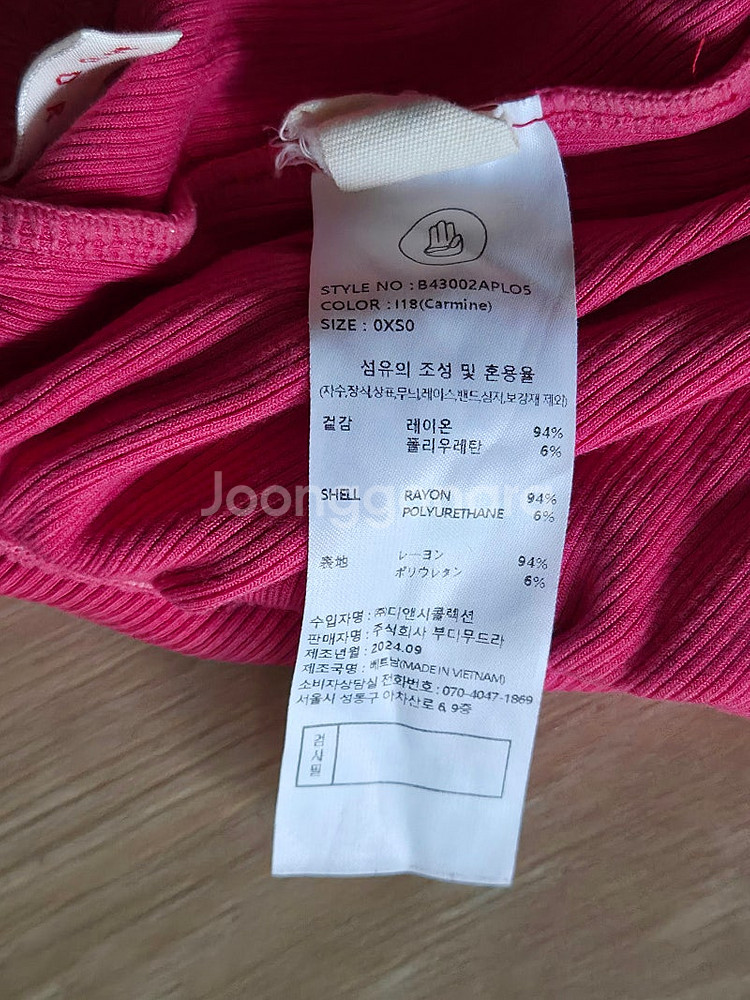 STYLE NO : B43002APL05
COLOR : I18(Carmine)
SIZE : 0XS0
섬유의 조성 및 혼용율
(자수,장식,상표,무늬,레이스,밴드,심지,보강재 제외)
겉감 레이온 94%
폴리우레탄 6%
SHELL RAYON 94%
POLYURETHANE 6%
Joonggonara
表地 レーヨン 94%
ポリウレタン 6%
수입자명 : ㈜디앤시콜렉션
판매자명 : 주식회사 부디무드라
제조년월 : 2024.09
제조국명 : 베트남(MADE IN VIETNAM)
소비자상담실 전화번호 : 070-4047-1869
서울시 성동구 아차산로 6, 9층
검사필